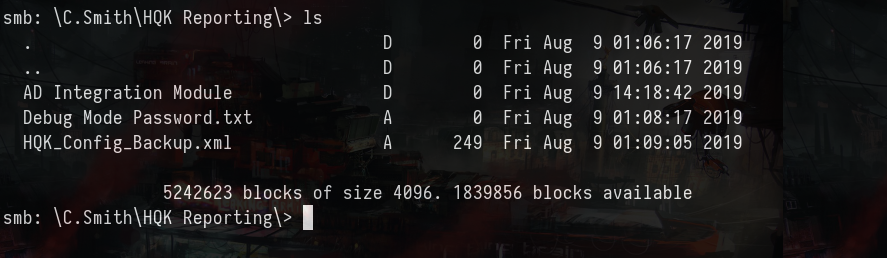 smb: \C.Smith\HQK Reporting\> ls
  .                                   D        0  Fri Aug  9 01:06:17 2019
  ..                                  D        0  Fri Aug  9 01:06:17 2019
  AD Integration Module               D        0  Fri Aug  9 14:18:42 2019
  Debug Mode Password.txt             A        0  Fri Aug  9 01:08:17 2019
  HQK_Config_Backup.xml               A      249  Fri Aug  9 01:09:05 2019
                5242623 blocks of size 4096. 1839856 blocks available
smb: \C.Smith\HQK Reporting\>